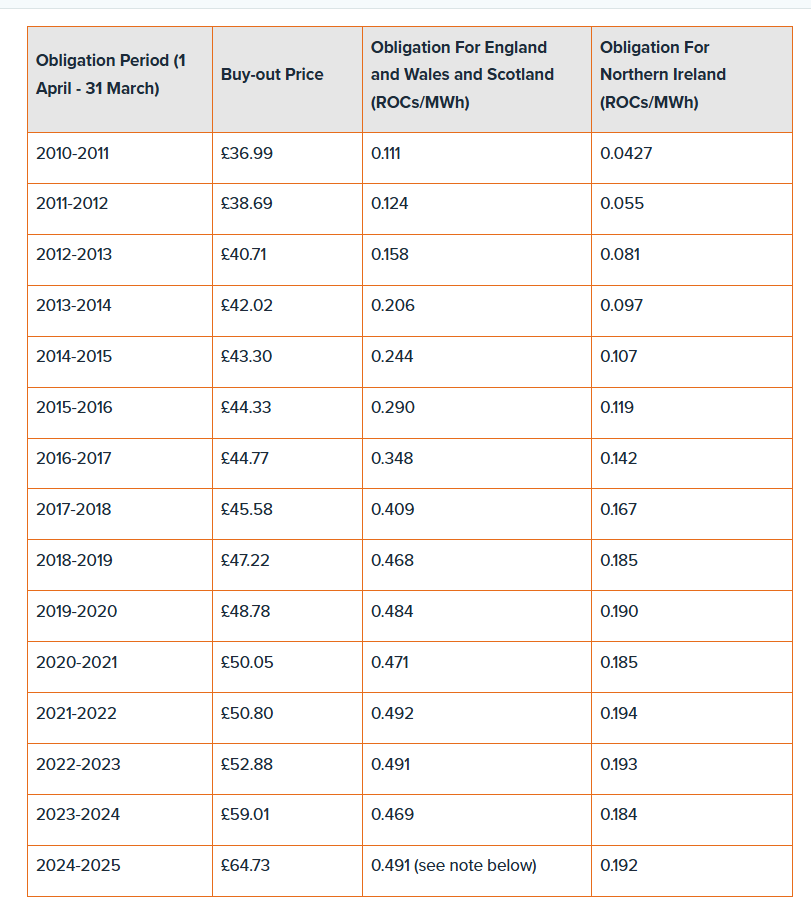 Obligation Period (1 April - 31 March) Buy-out Price Obligation For England and Wales and Scotland (ROCs/MWh) Obligation For Northern Ireland (ROCs/MWh)
2010-2011 £36.99 0.111 0.0427
2011-2012 £38.69 0.124 0.055
2012-2013 £40.71 0.158 0.081
2013-2014 £42.02 0.206 0.097
2014-2015 £43.30 0.244 0.107
2015-2016 £44.33 0.290 0.119
2016-2017 £44.77 0.348 0.142
2017-2018 £45.58 0.409 0.167
2018-2019 £47.22 0.468 0.185
2019-2020 £48.78 0.484 0.190
2020-2021 £50.05 0.471 0.185
2021-2022 £50.80 0.492 0.194
2022-2023 £52.88 0.491 0.193
2023-2024 £59.01 0.469 0.184
2024-2025 £64.73 0.491 (see note below) 0.192